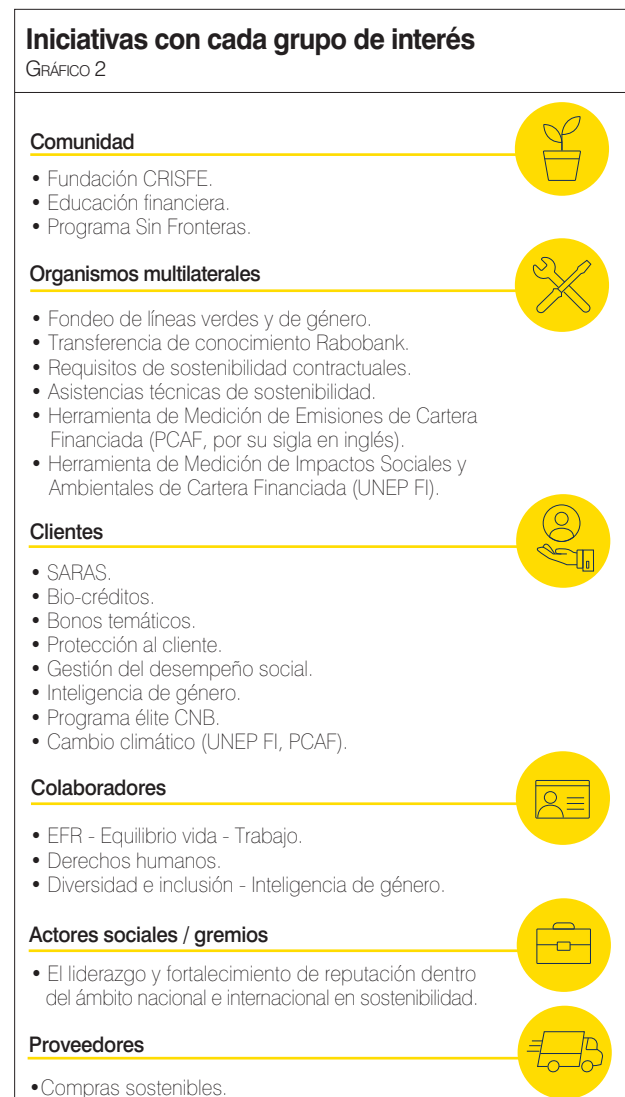 Iniciativas con cada grupo de interés
GRÁFICO 2
Comunidad
• Fundación CRISFE.
• Educación financiera.
• Programa Sin Fronteras.
Organismos multilaterales
• Fondeo de líneas verdes y de género.
• Transferencia de conocimiento Rabobank.
• Requisitos de sostenibilidad contractuales.
• Asistencias técnicas de sostenibilidad.
• Herramienta de Medición de Emisiones de Cartera
Financiada (PCAF, por su sigla en inglés).
• Herramienta de Medición de Impactos Sociales y
Ambientales de Cartera Financiada (UNEP FI).
Clientes
• SARAS.
• Bio-créditos.
• Bonos temáticos.
• Protección al cliente.
• Gestión del desempeño social.
• Inteligencia de género.
• Programa élite CNB.
• Cambio climático (UNEP FI, PCAF).
Colaboradores
• EFR - Equilibrio vida - Trabajo.
• Derechos humanos.
• Diversidad e inclusión - Inteligencia de género.
Actores sociales / gremios
• El liderazgo y fortalecimiento de reputación dentro
del ámbito nacional e internacional en sostenibilidad.
Proveedores
•Compras sostenibles.